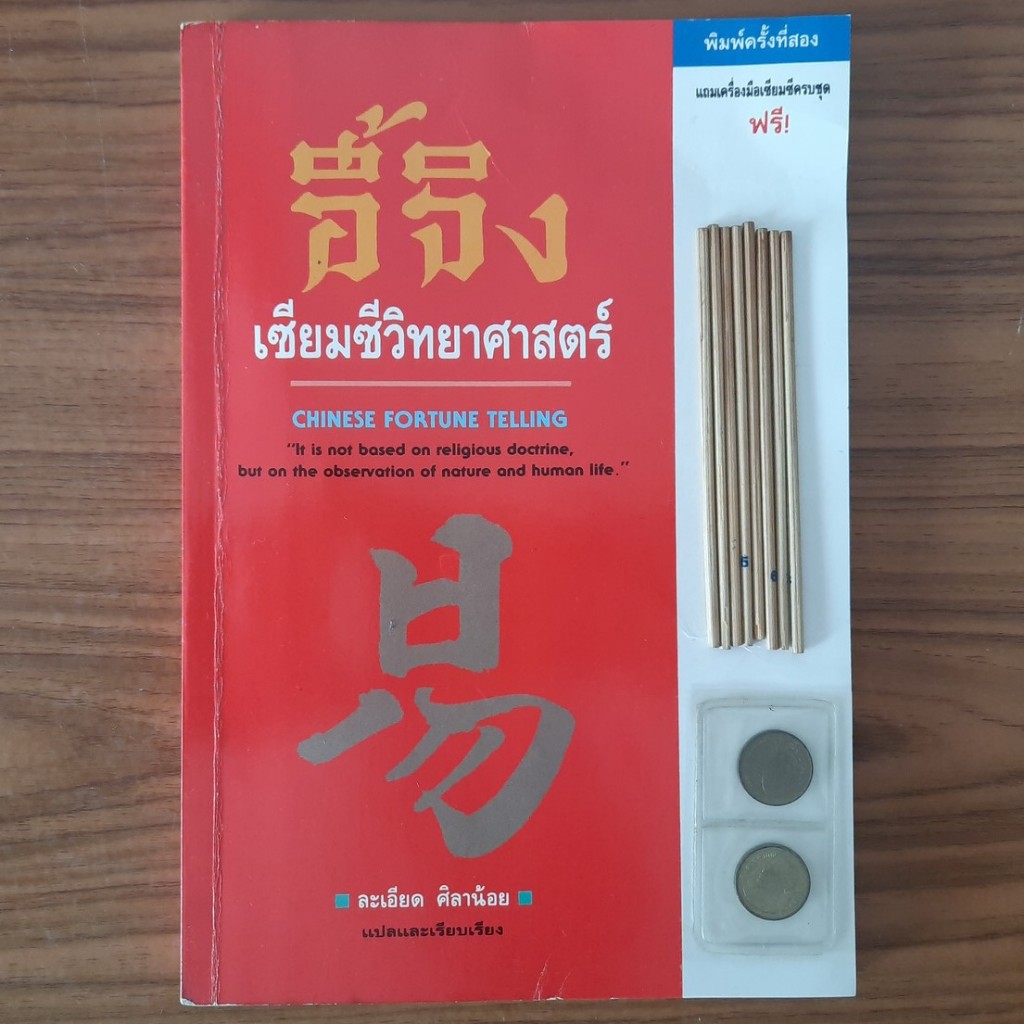 พิมพ์ครั้งที่สอง
แถมเครื่องมือเซียมซีครบชุด
ฟรี!
อี้จิง
เซียมซีวิทยาศาสตร์
CHINESE FORTUNE TELLING
“It is not based on religious doctrine,
but on the observation of nature and human life.”
易
ละเอียด ศิลาน้อย
แปลและเรียบเรียง
5
6